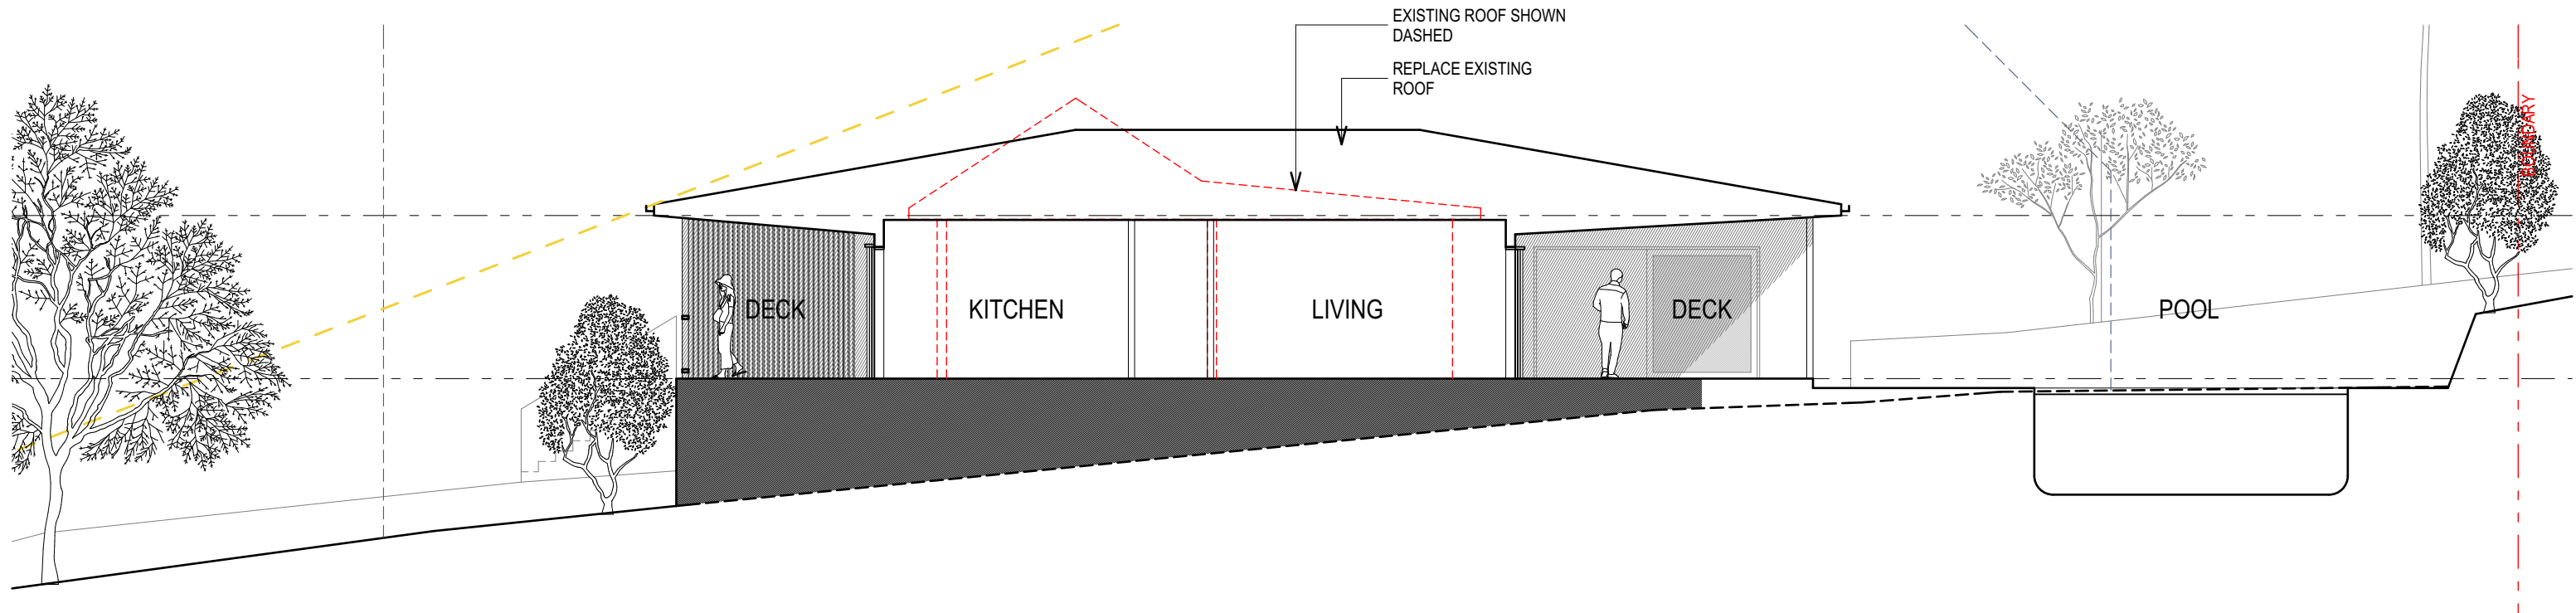 EXISTING ROOF SHOWN
DASHED
REPLACE EXISTING
ROOF
BOUNDARY
DECK
KITCHEN
LIVING
DECK
POOL